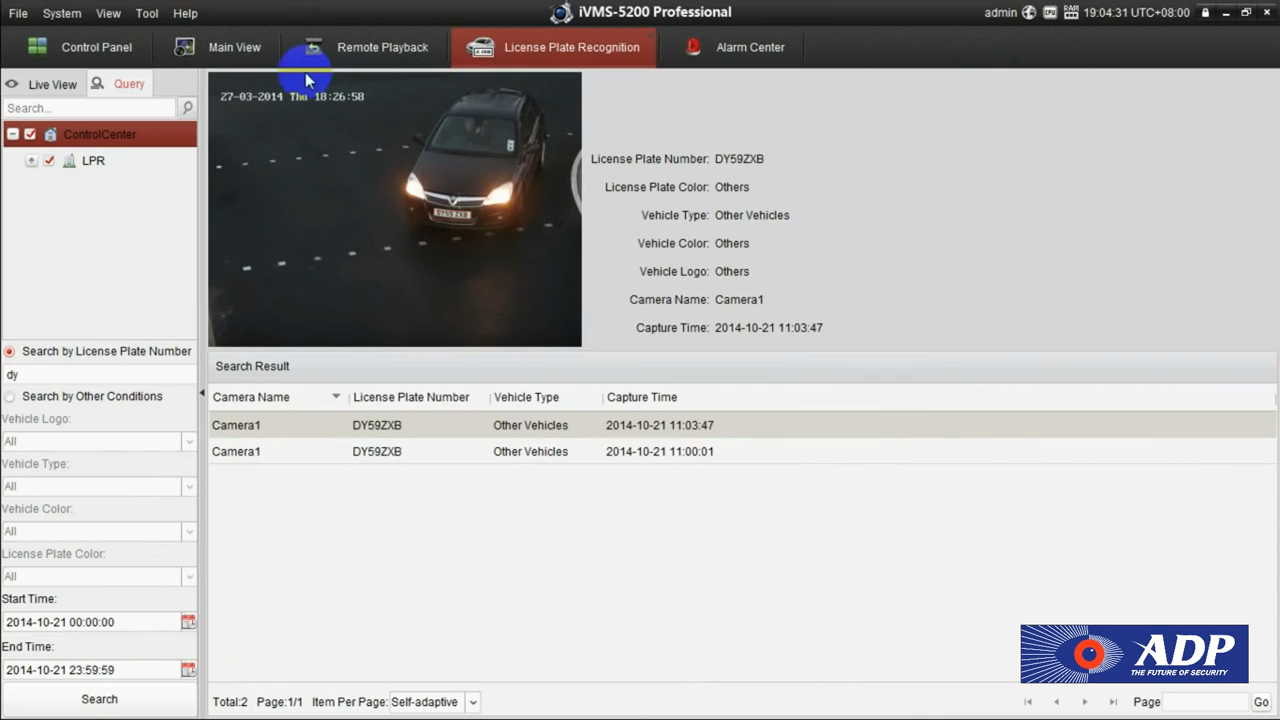 File System View Tool Help
iVMS-5200 Professional
admin CPU RAM 19:04:31 UTC+08:00
Control Panel
Main View
Remote Playback
License Plate Recognition
Alarm Center
Live View
Query
Search...
ControlCenter
LPR
Search by License Plate Number
dy
Search by Other Conditions
Vehicle Logo:
All
Vehicle Type:
All
Vehicle Color:
All
License Plate Color:
All
Start Time:
2014-10-21 00:00:00
End Time:
2014-10-21 23:59:59
Search
27-03-2014 Thu 18:26:58
DY59 ZXB
License Plate Number: DY59ZXB
License Plate Color: Others
Vehicle Type: Other Vehicles
Vehicle Color: Others
Vehicle Logo: Others
Camera Name: Camera1
Capture Time: 2014-10-21 11:03:47
Search Result
Camera Name License Plate Number Vehicle Type Capture Time
Camera1 DY59ZXB Other Vehicles 2014-10-21 11:03:47
Camera1 DY59ZXB Other Vehicles 2014-10-21 11:00:01
ADP
THE FUTURE OF SECURITY
Total:2 Page:1/1 Item Per Page: Self-adaptive
Page Go